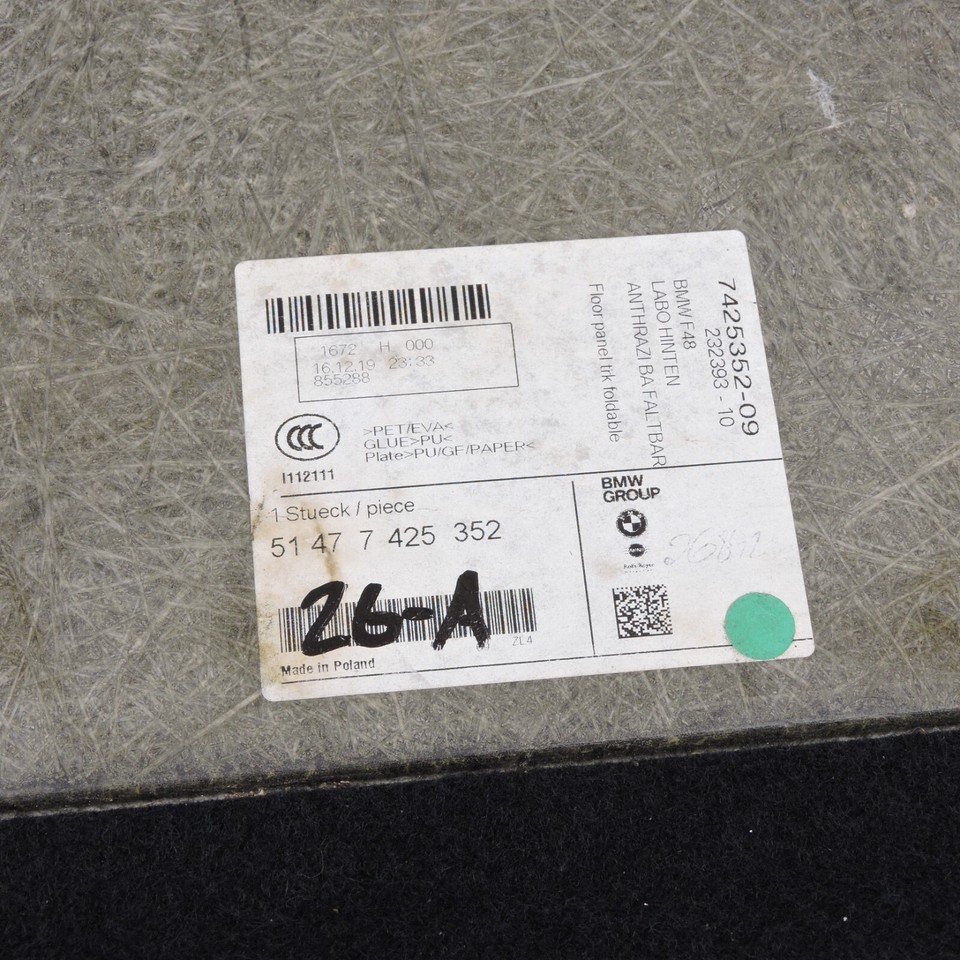 1672 H 000
16.12.19 23:33
855288
CCC
I112111
>PET/EVA<
GLUE>PU<
Plate>PU/GF/PAPER<
7425352-09
232393 - 10
BMW F48
LABO HINTEN
ANTHRAZI BA FALTBAR
Floor panel trk foldable
1 Stueck / piece
51 47 7 425 352
26-A
ZL4
Made in Poland
BMW
GROUP